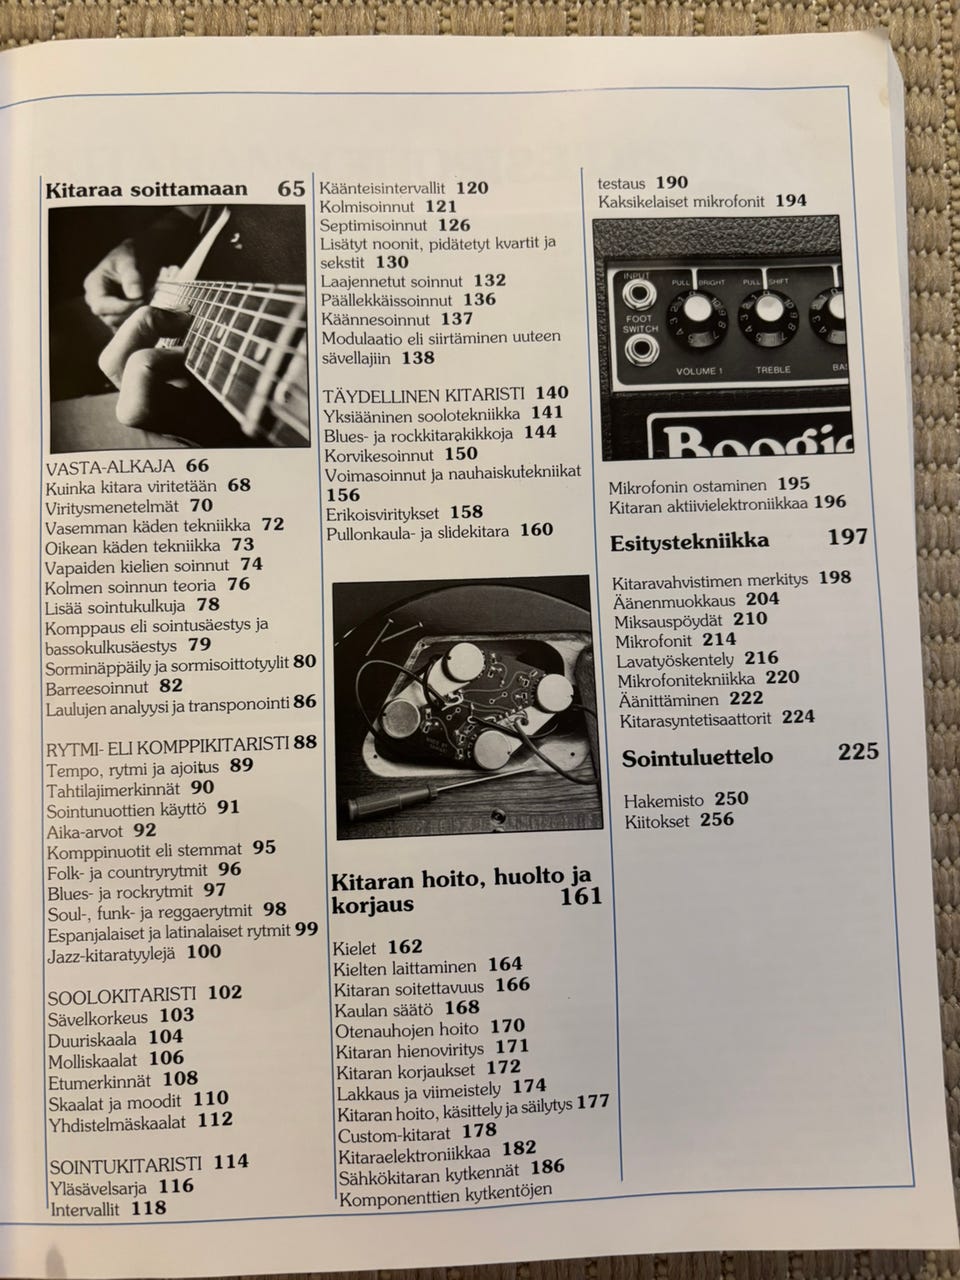 Kitaraa soittamaan 65
VASTA-ALKAJA 66
Kuinka kitara viritetään 68
Viritysmenetelmät 70
Vasemman käden tekniikka 72
Oikean käden tekniikka 73
Vapaiden kielien soinnut 74
Kolmen soinnun teoria 76
Lisää sointukulkuja 78
Komppaus eli sointusäestys ja
bassokulkusäestys 79
Sorminäppäily ja sormisoittotyylit 80
Barreesoinnut 82
Laulujen analyysi ja transponointi 86
RYTMI- ELI KOMPPIKITARISTI 88
Tempo, rytmi ja ajoitus 89
Tahtilajimerkinnät 90
Sointunuottien käyttö 91
Aika-arvot 92
Komppinuotit eli stemmat 95
Folk- ja countryrytmit 96
Blues- ja rockrytmit 97
Soul-, funk- ja reggaerytmit 98
Espanjalaiset ja latinalaiset rytmit 99
Jazz-kitaratyylejä 100
SOOLOKITARISTI 102
Sävelkorkeus 103
Duuriskaala 104
Molliskaalat 106
Etumerkinnät 108
Skaalat ja moodit 110
Yhdistelmäskaalat 112
SOINTUKITARISTI 114
Yläsävelsarja 116
Intervallit 118
Käänteisintervallit 120
Kolmisoinnut 121
Septimisoinnut 126
Lisätyt noonit, pidätetyt kvartit ja
sekstit 130
Laajennetut soinnut 132
Päällekkäissoinnut 136
Käännesoinnut 137
Modulaatio eli siirtäminen uuteen
sävellajiin 138
TÄYDELLINEN KITARISTI 140
Yksiääninen soolotekniikka 141
Blues- ja rockkitarakikkoja 144
Korvikesoinnut 150
Voimasoinnut ja nauhaiskutekniikat
156
Erikoisviritykset 158
Pullonkaula- ja slidekitara 160
Kitaran hoito, huolto ja
korjaus 161
Kielet 162
Kielten laittaminen 164
Kitaran soitettavuus 166
Kaulan säätö 168
Otenauhojen hoito 170
Kitaran hienoviritys 171
Kitaran korjaukset 172
Lakkaus ja viimeistely 174
Kitaran hoito, käsittely ja säilytys 177
Custom-kitarat 178
Kitaraelektroniikkaa 182
Sähkökitaran kytkennät 186
Komponenttien kytkentöjen
testaus 190
Kaksikelaiset mikrofonit 194
INPUT
PULL BRIGHT
PULL SHIFT
FOOT
SWITCH
VOLUME 1
TREBLE
BA
Boogie
Mikrofonin ostaminen 195
Kitaran aktiivielektroniikkaa 196
Esitystekniikka 197
Kitaravahvistimen merkitys 198
Äänenmuokkaus 204
Miksauspöydät 210
Mikrofonit 214
Lavatyöskentely 216
Mikrofonitekniikka 220
Äänittäminen 222
Kitarasyntetisaattorit 224
Sointuluettelo 225
Hakemisto 250
Kiitokset 256